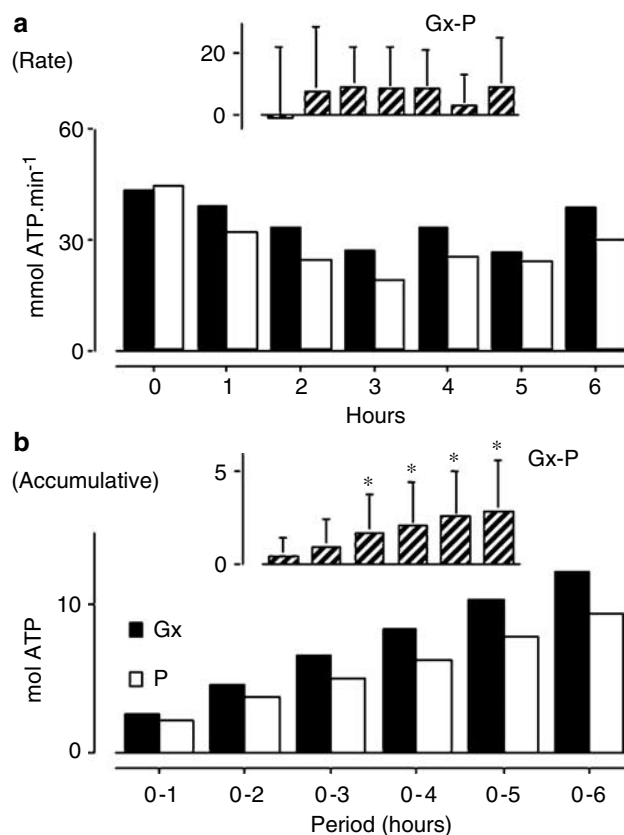 a
(Rate)
Gx-P
20
0
60
30
0
mmol ATP.min-1
0 1 2 3 4 5 6
Hours
b
(Accumulative)
Gx-P
5
0
* * * *
10
0
mol ATP
Gx
P
0-1 0-2 0-3 0-4 0-5 0-6
Period (hours)